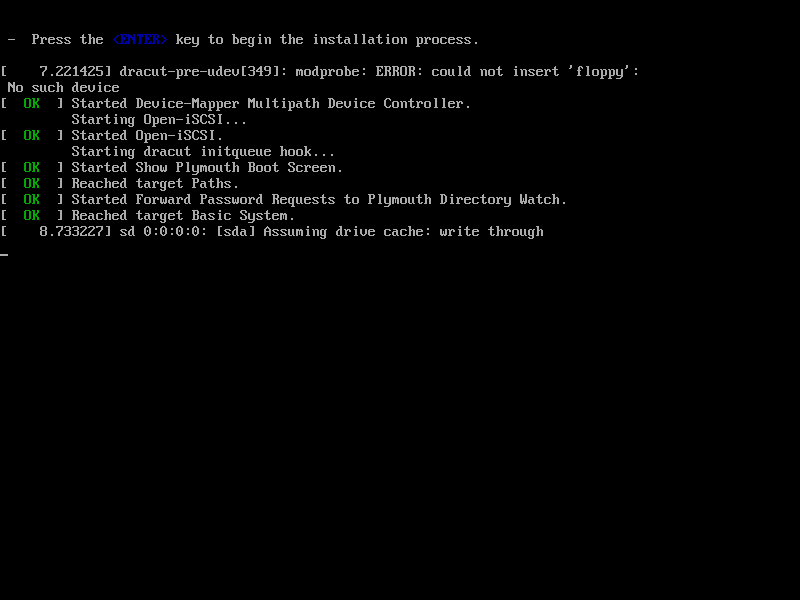 -  Press the <ENTER> key to begin the installation process.
[    7.221425] dracut-pre-udev[349]: modprobe: ERROR: could not insert 'floppy':
 No such device
[  OK  ] Started Device-Mapper Multipath Device Controller.
         Starting Open-iSCSI...
[  OK  ] Started Open-iSCSI.
         Starting dracut initqueue hook...
[  OK  ] Started Show Plymouth Boot Screen.
[  OK  ] Reached target Paths.
[  OK  ] Started Forward Password Requests to Plymouth Directory Watch.
[  OK  ] Reached target Basic System.
[    8.733227] sd 0:0:0:0: [sda] Assuming drive cache: write through